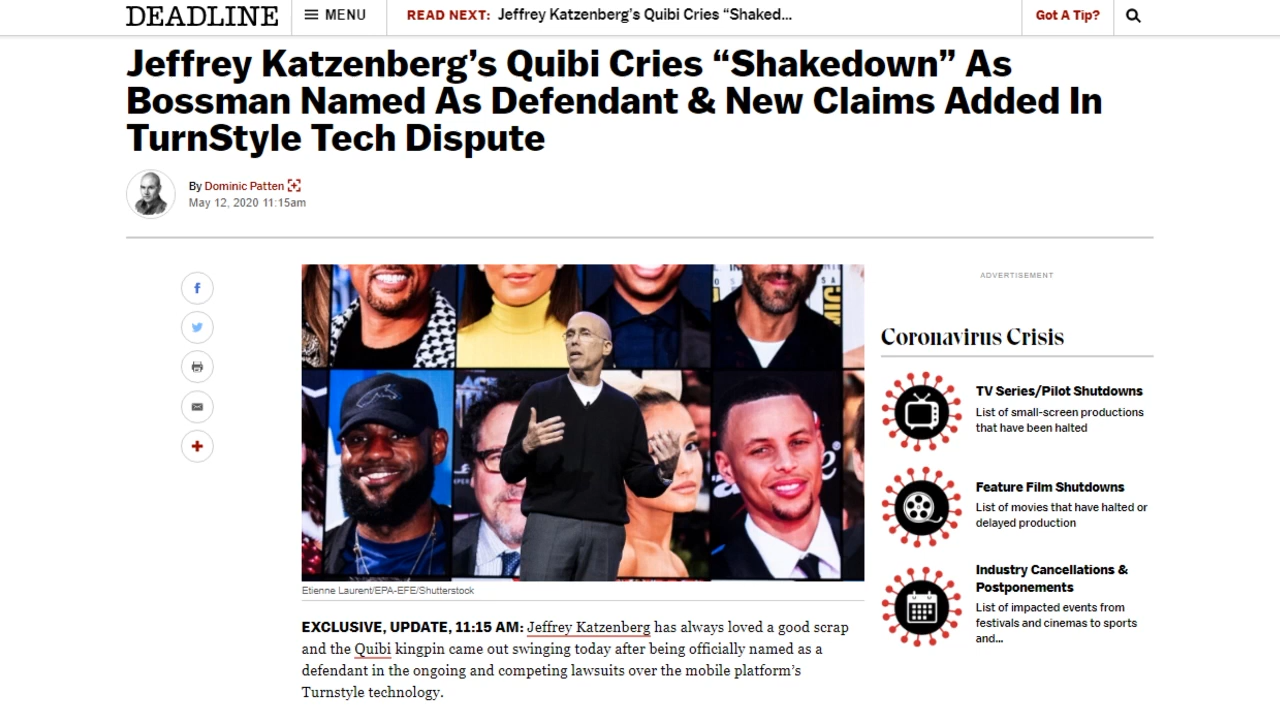 DEADLINE
MENU
READ NEXT: Jeffrey Katzenberg’s Quibi Cries “Shaked...
Got A Tip?
Jeffrey Katzenberg’s Quibi Cries “Shakedown” As
Bossman Named As Defendant & New Claims Added In
TurnStyle Tech Dispute
By Dominic Patten
May 12, 2020 11:15am
ADVERTISEMENT
Coronavirus Crisis
TV Series/Pilot Shutdowns
List of small-screen productions
that have been halted
Feature Film Shutdowns
List of movies that have halted or
delayed production
Industry Cancellations &
Postponements
List of impacted events from
festivals and cinemas to sports
and...
Etienne Laurent/EPA-EFE/Shutterstock
EXCLUSIVE, UPDATE, 11:15 AM: Jeffrey Katzenberg has always loved a good scrap
and the Quibi kingpin came out swinging today after being officially named as a
defendant in the ongoing and competing lawsuits over the mobile platform’s
Turnstyle technology.